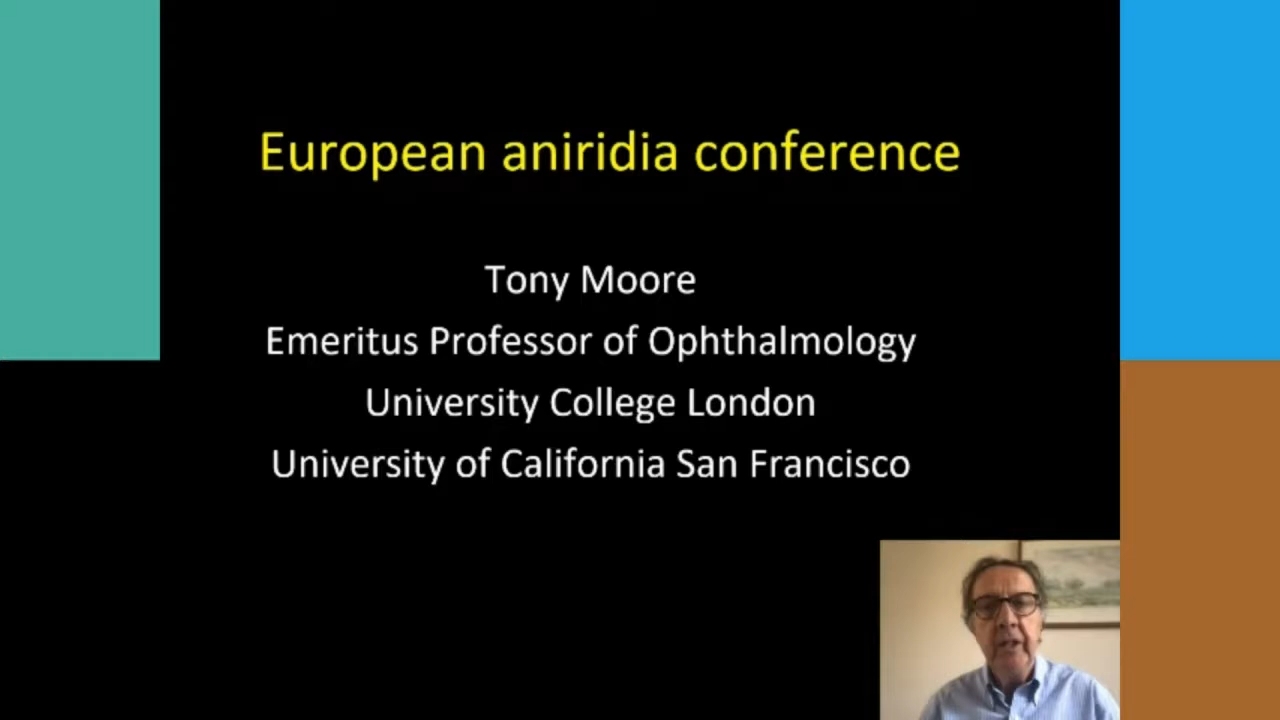 European aniridia conference
Tony Moore
Emeritus Professor of Ophthalmology
University College London
University of California San Francisco